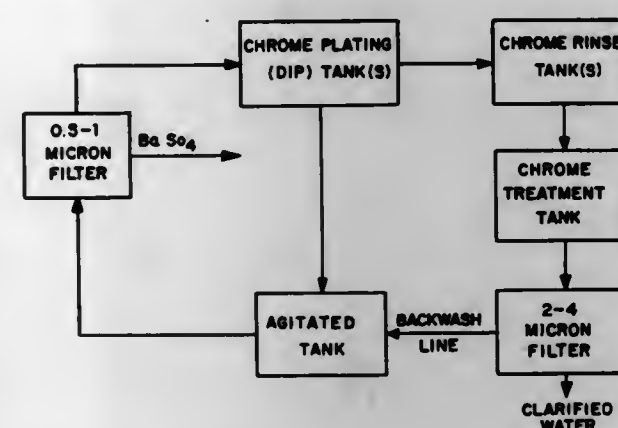 CHROME PLATING
(DIP) TANK(S)
CHROME RINSE
TANK(S)
0.5-1
MICRON
FILTER
Ba So4
CHROME
TREATMENT
TANK
AGITATED
TANK
BACKWASH
LINE
2-4
MICRON
FILTER
CLARIFIED
WATER